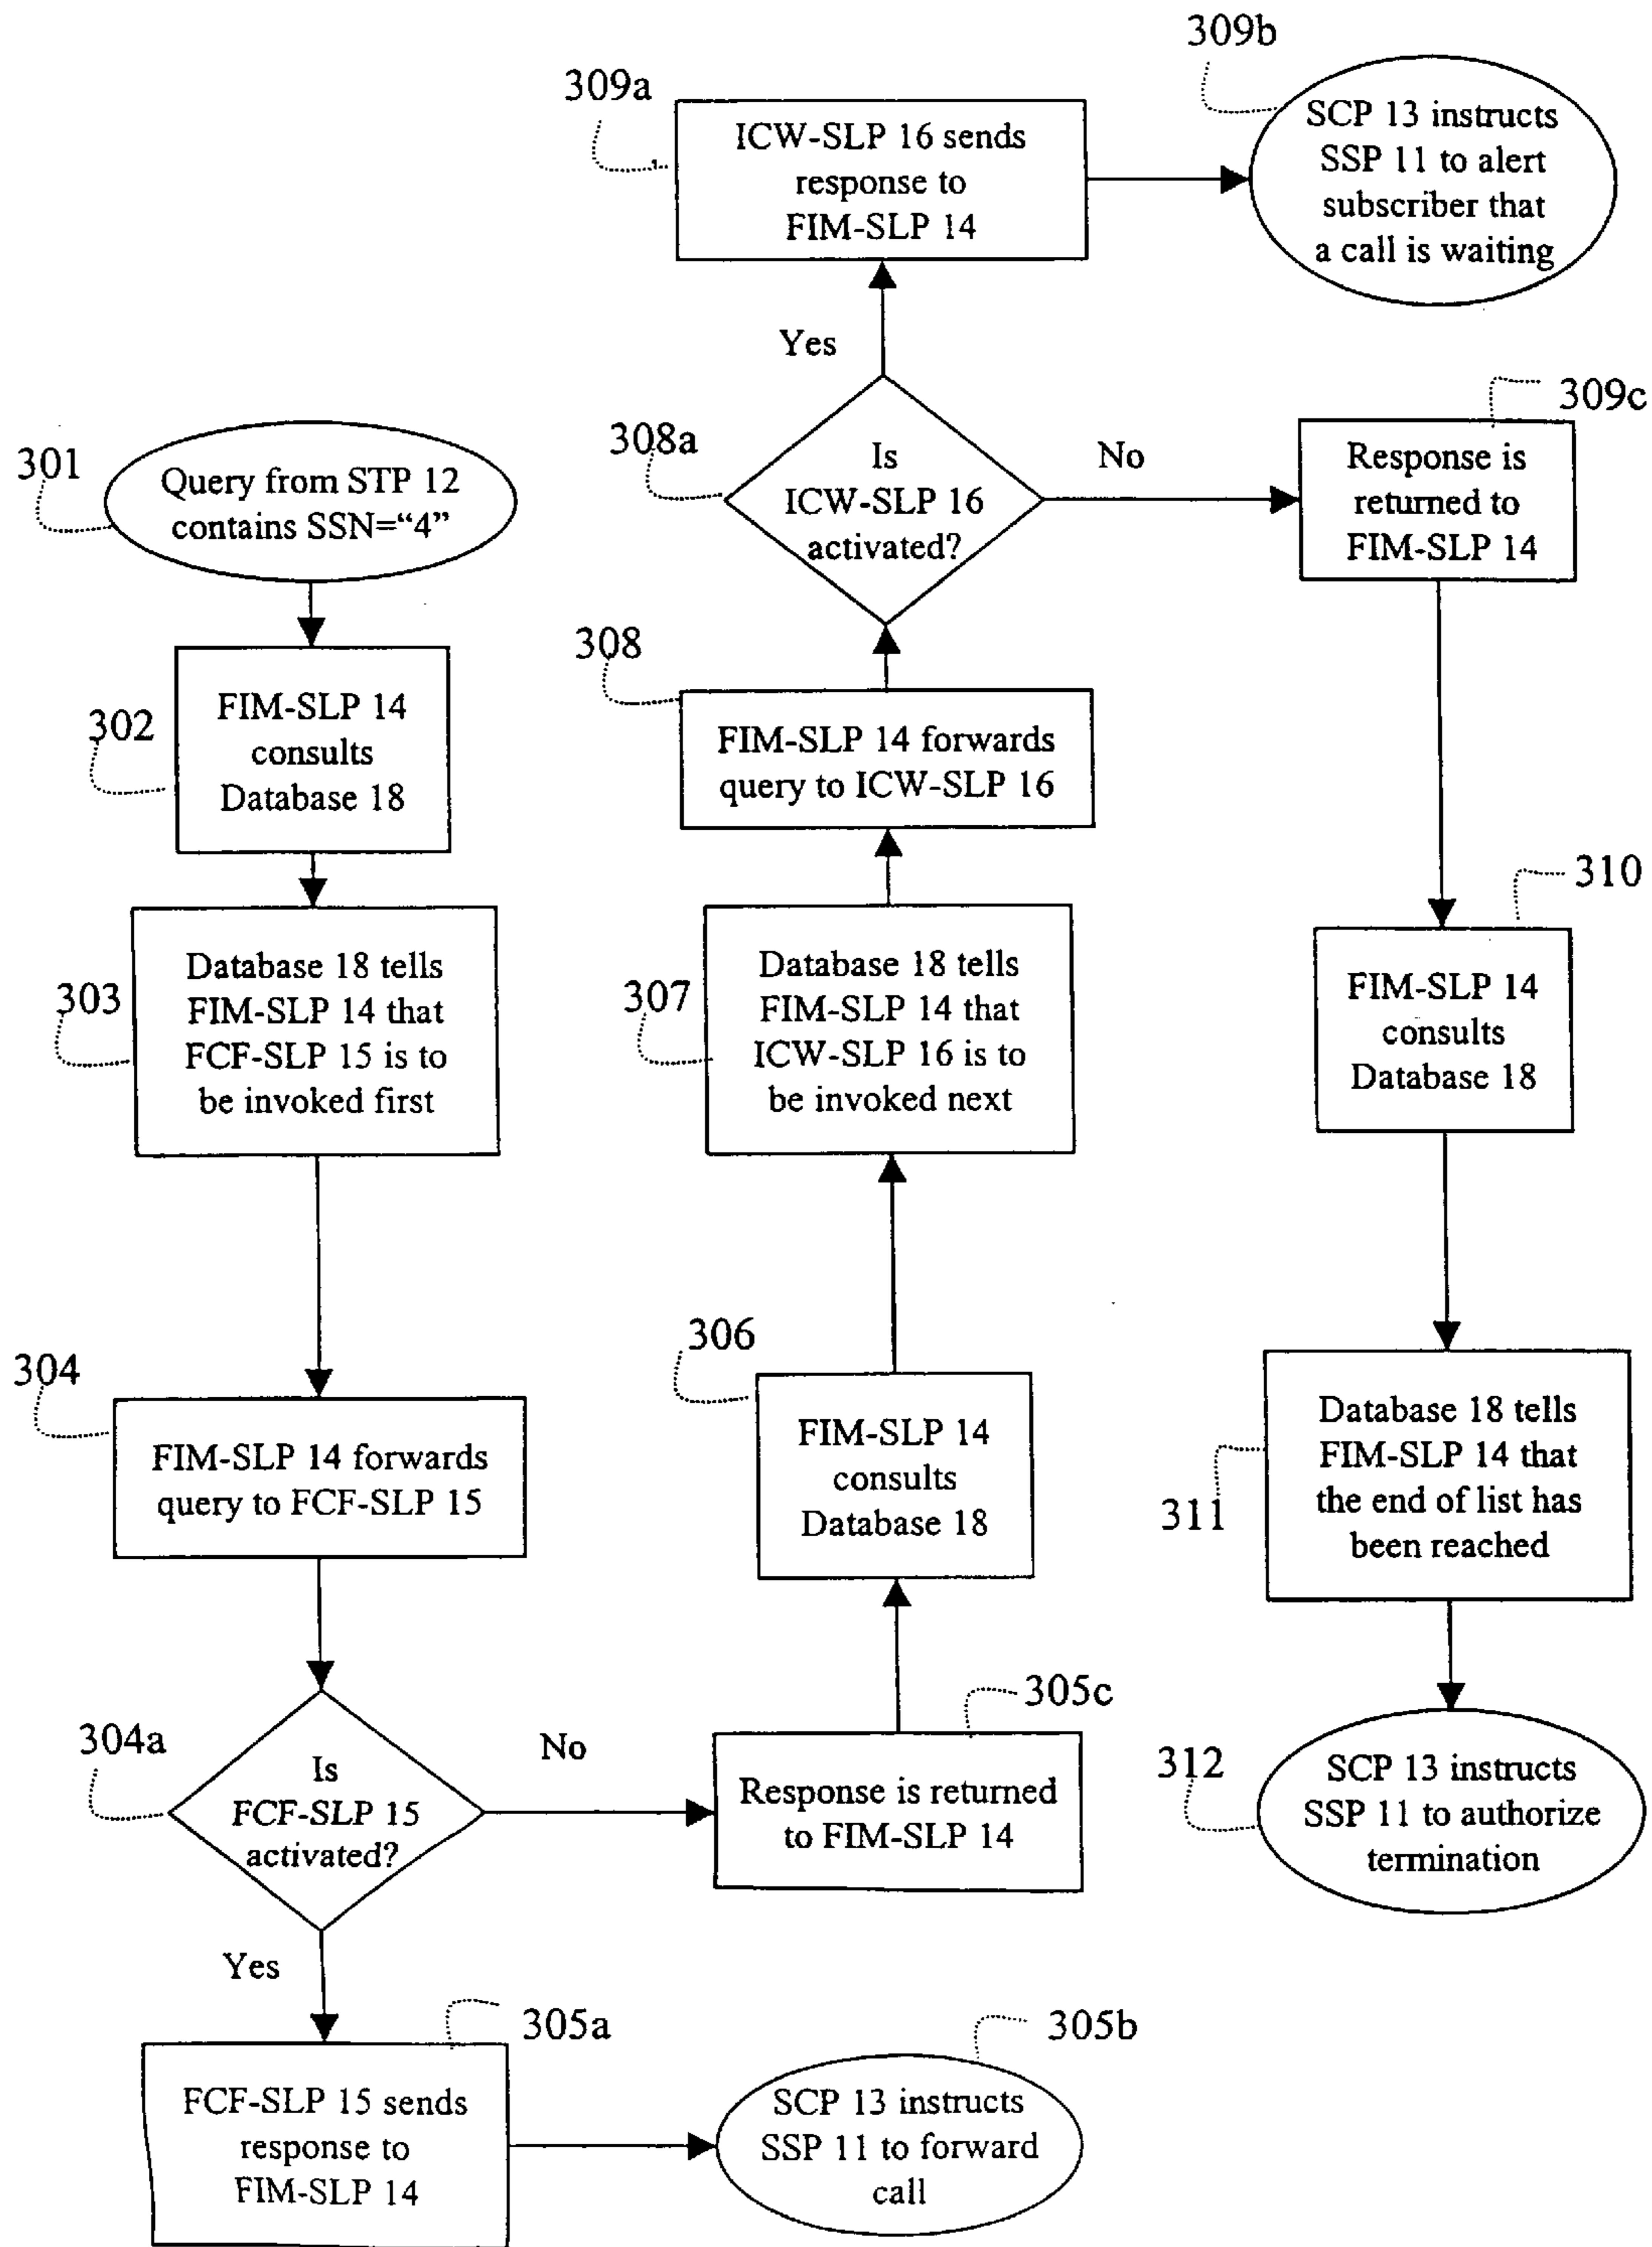 301
Query from STP 12
contains SSN=“4”
302
FIM-SLP 14
consults
Database 18
303
Database 18 tells
FIM-SLP 14 that
FCF-SLP 15 is to
be invoked first
304
FIM-SLP 14 forwards
query to FCF-SLP 15
304a
Is
FCF-SLP 15
activated?
No
Yes
305a
FCF-SLP 15 sends
response to
FIM-SLP 14
305b
SCP 13 instructs
SSP 11 to forward
call
305c
Response is returned
to FIM-SLP 14
306
FIM-SLP 14
consults
Database 18
307
Database 18 tells
FIM-SLP 14 that
ICW-SLP 16 is to
be invoked next
308
FIM-SLP 14 forwards
query to ICW-SLP 16
308a
Is
ICW-SLP 16
activated?
Yes
No
309a
ICW-SLP 16 sends
response to
FIM-SLP 14
309b
SCP 13 instructs
SSP 11 to alert
subscriber that
a call is waiting
309c
Response is
returned to
FIM-SLP 14
310
FIM-SLP 14
consults
Database 18
311
Database 18 tells
FIM-SLP 14 that
the end of list has
been reached
312
SCP 13 instructs
SSP 11 to authorize
termination